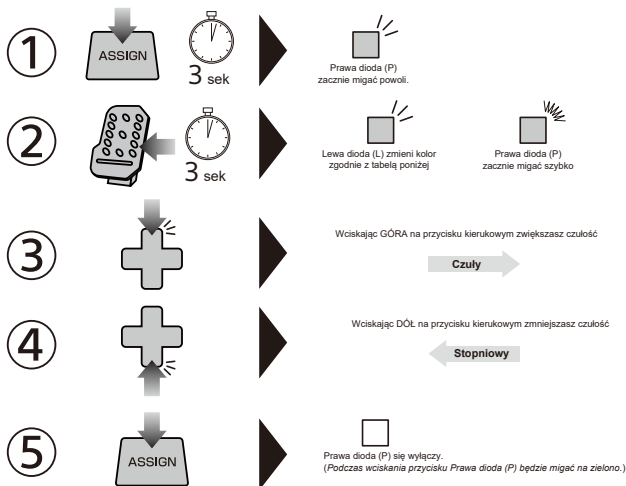 1
ASSIGN
3 sek
Prawa dioda (P)
zacznie migać powoli.
2
3 sek
Lewa dioda (L) zmieni kolor
zgodnie z tabelą poniżej
Prawa dioda (P)
zacznie migać szybko
3
Wciskając GÓRA na przycisku kierukowym zwiększasz czułość
Czuły
4
Wciskając DÓŁ na przycisku kierukowym zmniejszasz czułość
Stopniowy
5
ASSIGN
Prawa dioda (P) się wyłączy.
(Podczas wciskania przycisku Prawa dioda (P) będzie migać na zielono.)